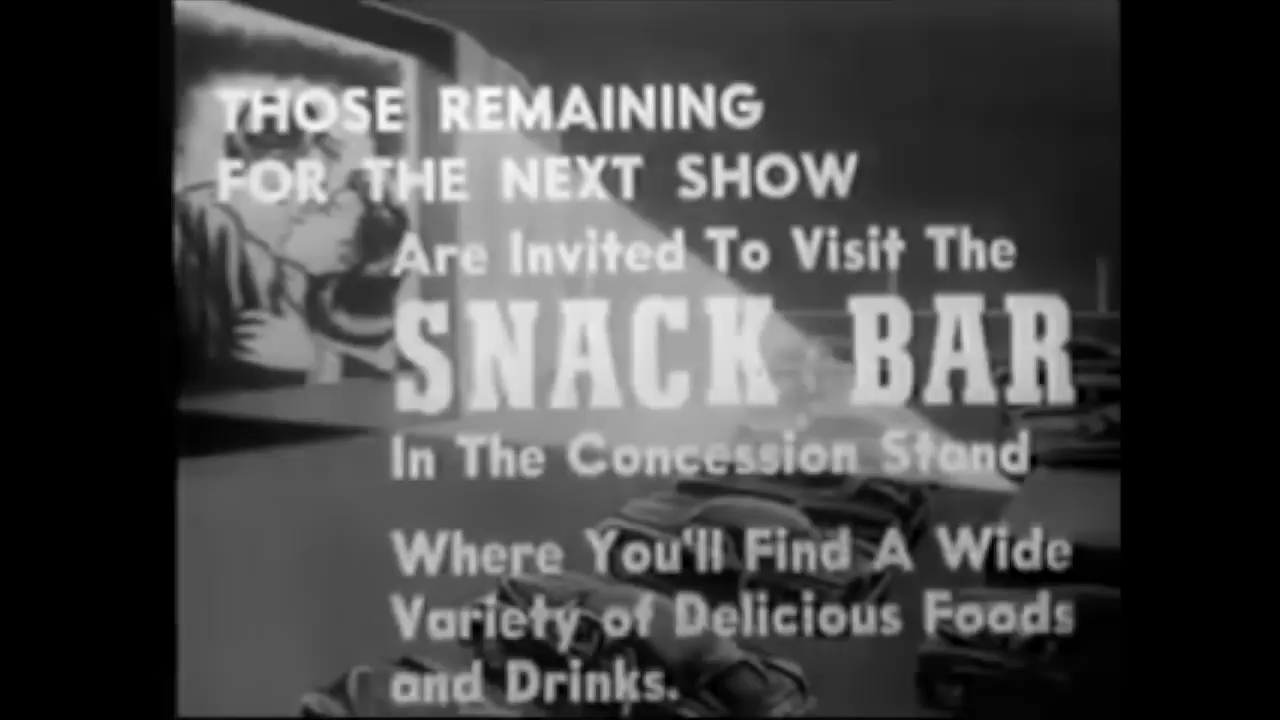 THOSE REMAINING
FOR THE NEXT SHOW
Are Invited To Visit The
SNACK BAR
In The Concession Stand
Where You'll Find A Wide
Variety of Delicious Foods
and Drinks.